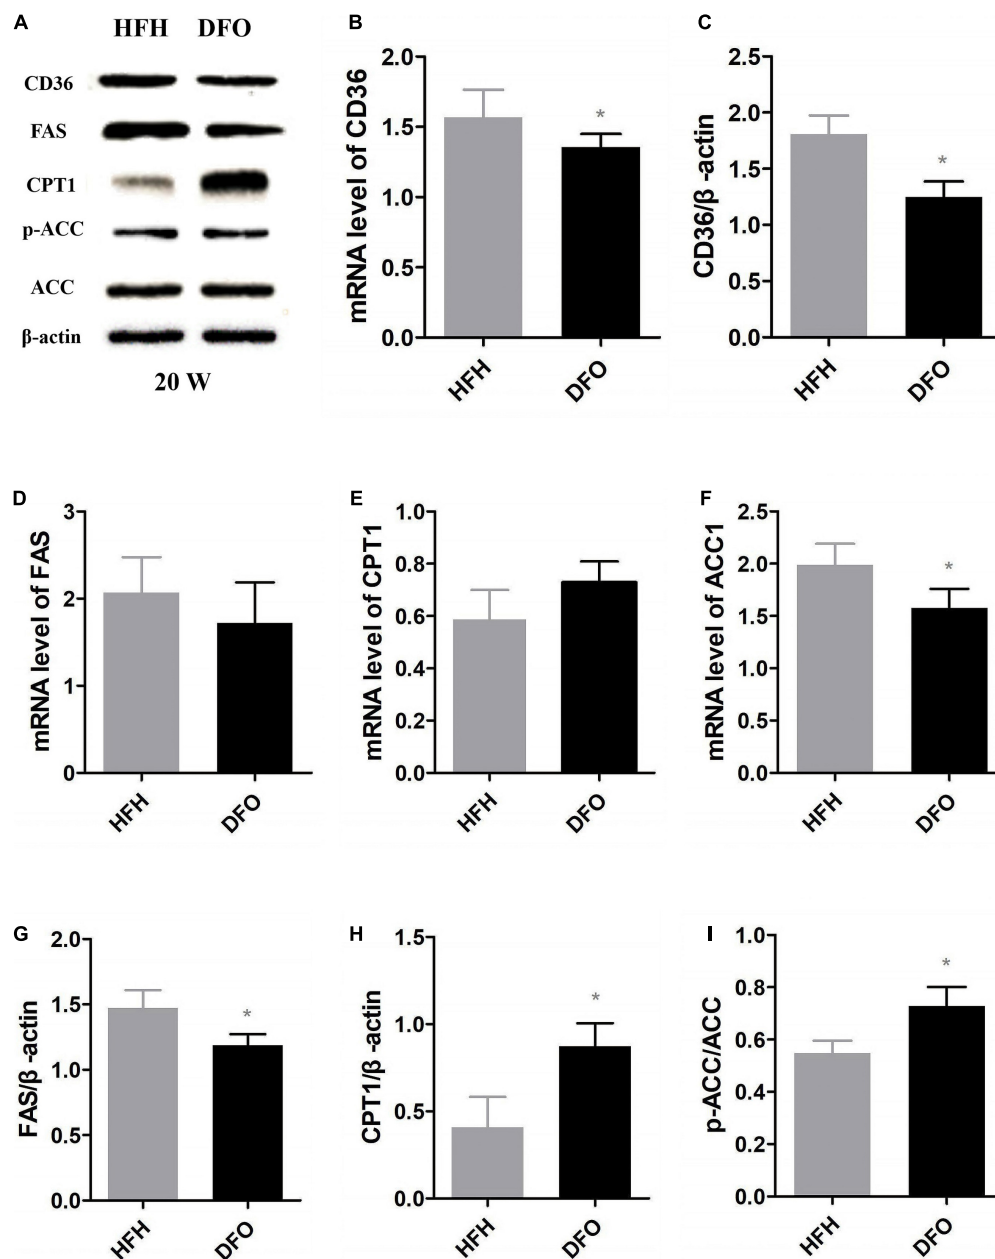 A
HFH DFO
CD36
FAS
CPT1
p-ACC
ACC
β-actin
20 W
B
mRNA level of CD36
2.0
1.5
1.0
0.5
0.0
*
HFH
DFO
C
CD36/β -actin
2.5
2.0
1.5
1.0
0.5
0.0
*
HFH
DFO
D
mRNA level of FAS
3
2
1
0
HFH
DFO
E
mRNA level of CPT1
1.0
0.8
0.6
0.4
0.2
0.0
HFH
DFO
F
mRNA level of ACC1
2.5
2.0
1.5
1.0
0.5
0.0
*
HFH
DFO
G
FAS/β -actin
2.0
1.5
1.0
0.5
0.0
*
HFH
DFO
H
CPT1/β -actin
1.5
1.0
0.5
0.0
*
HFH
DFO
I
p-ACC/ACC
1.0
0.8
0.6
0.4
0.2
0.0
*
HFH
DFO